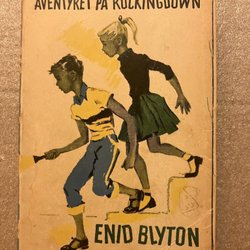 ÄVENTYRET PÅ ROCKINGDOWN
ENID BLYTON